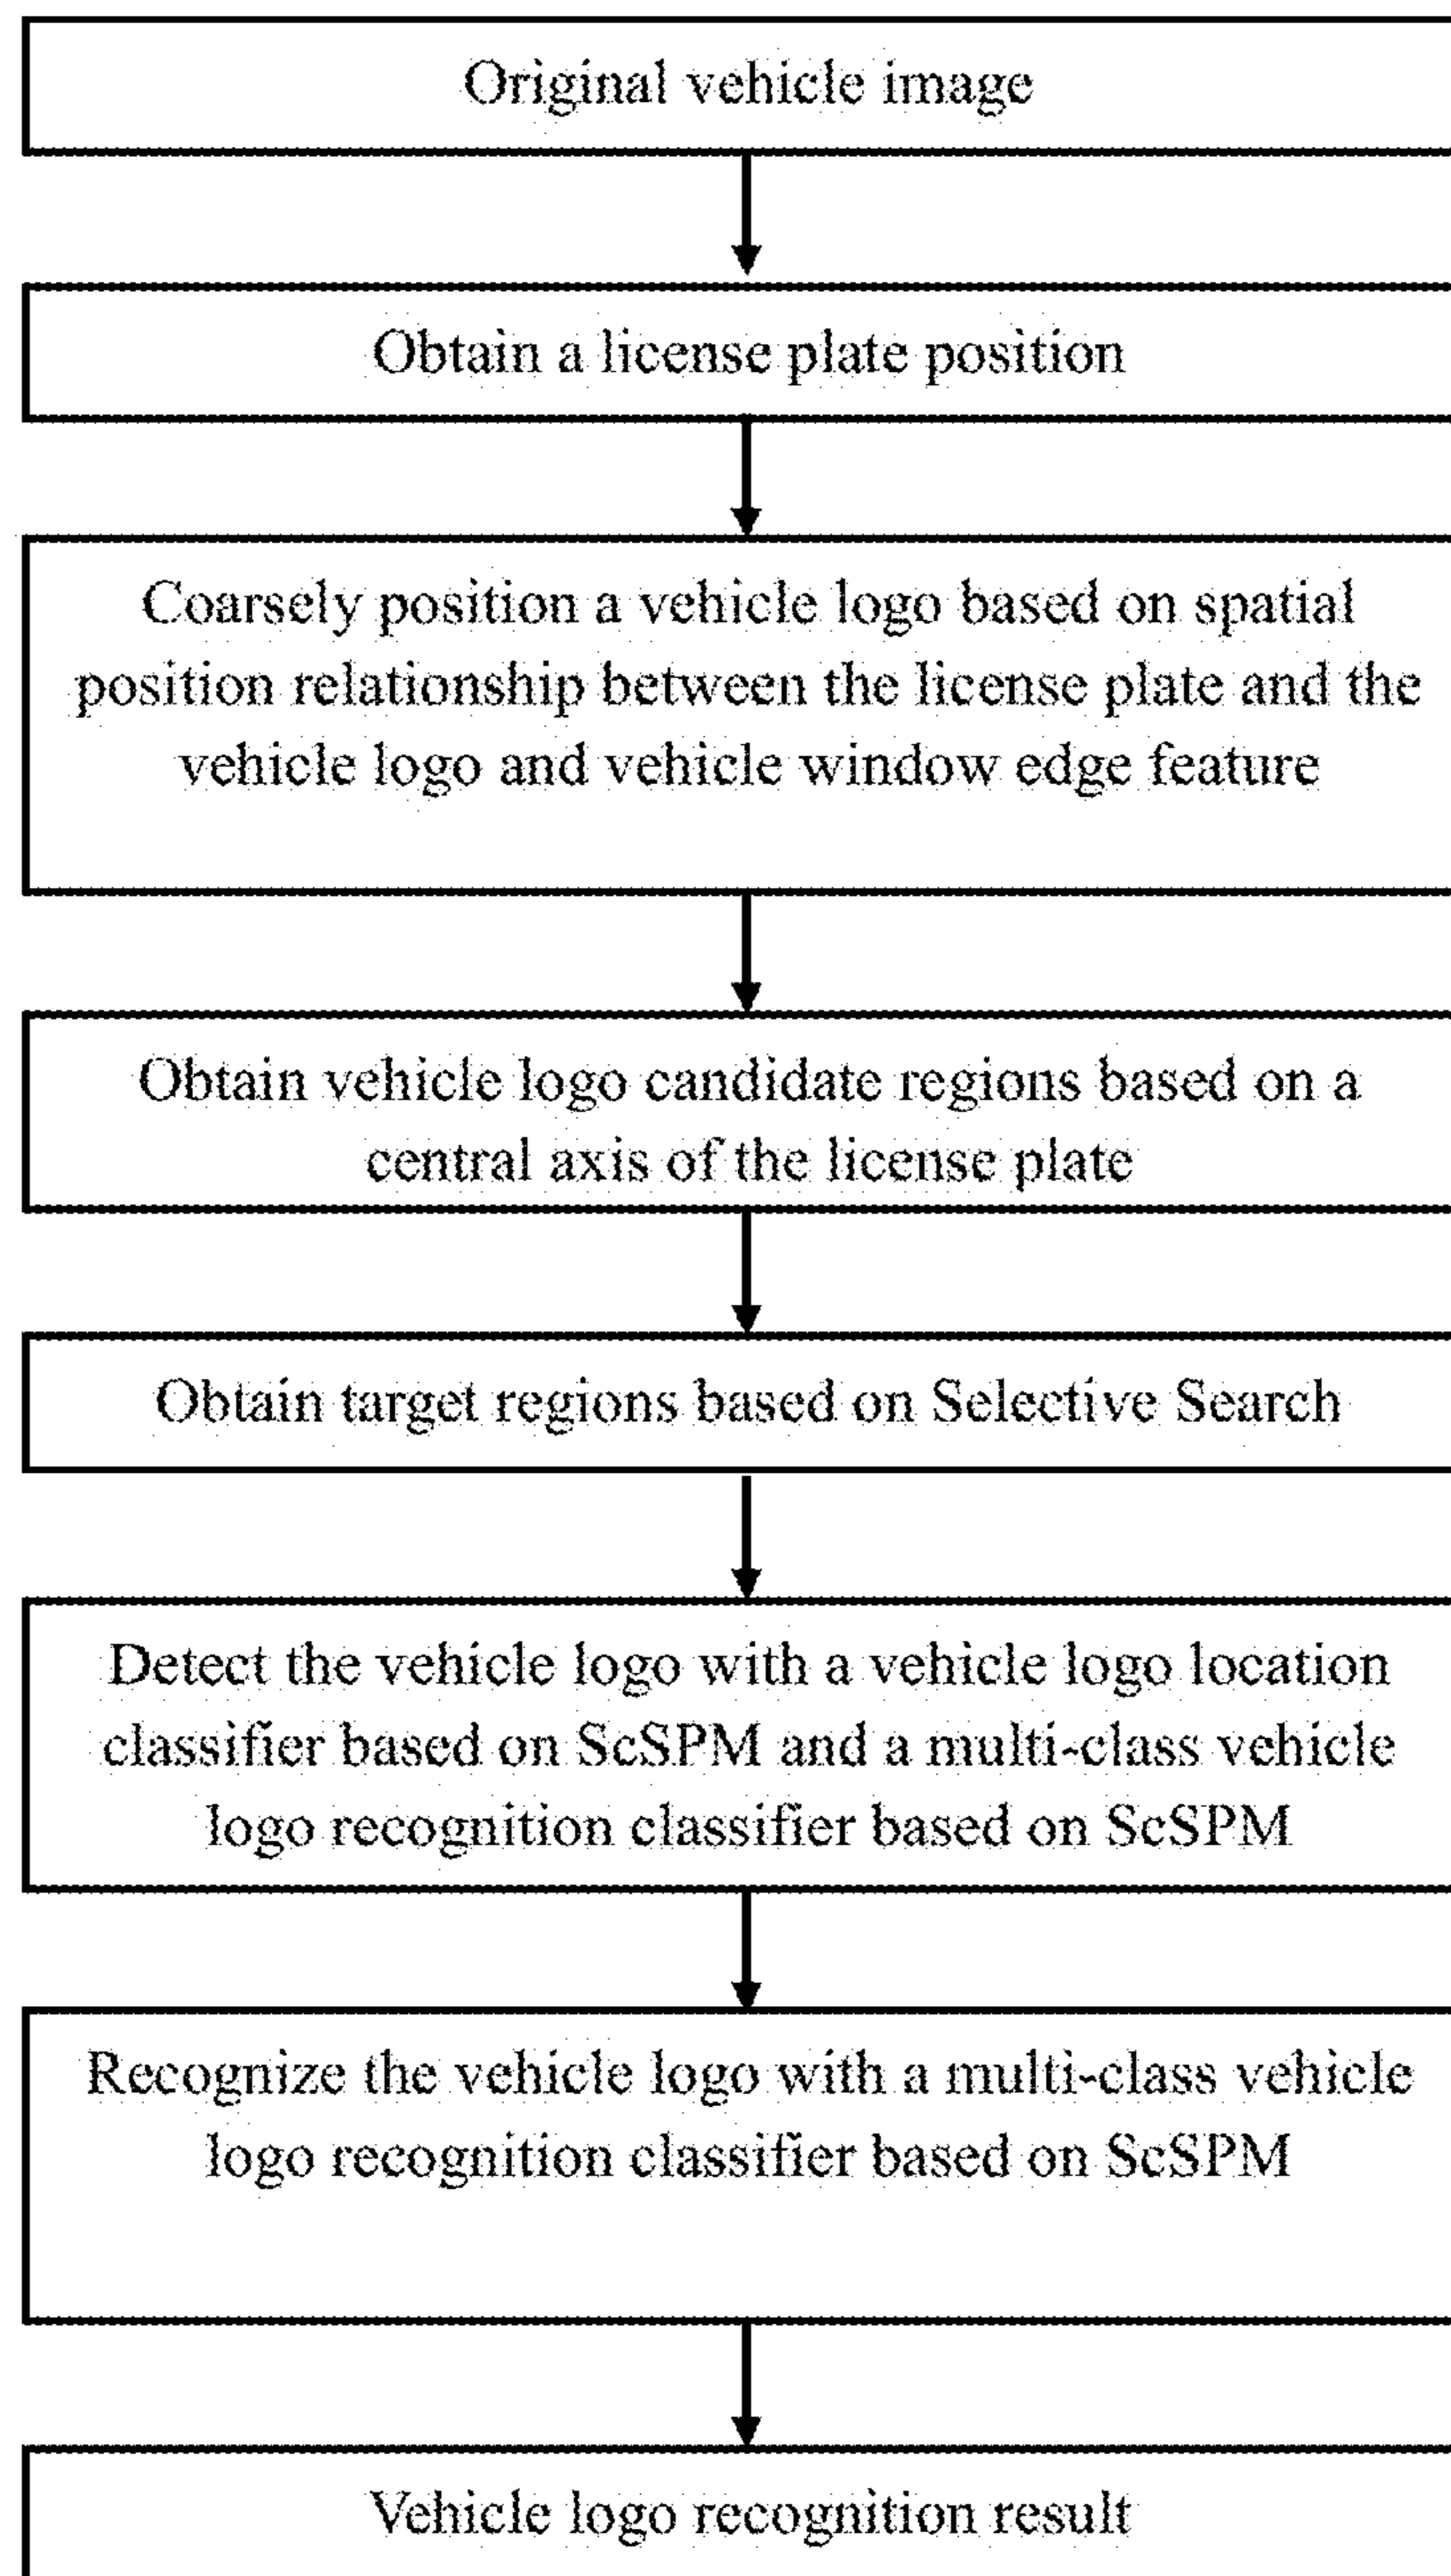 Original vehicle image
Obtain a license plate position
Coarsely position a vehicle logo based on spatial
position relationship between the license plate and the
vehicle logo and vehicle window edge feature
Obtain vehicle logo candidate regions based on a
central axis of the license plate
Obtain target regions based on Selective Search
Detect the vehicle logo with a vehicle logo location
classifier based on ScSPM and a multi-class vehicle
logo recognition classifier based on ScSPM
Recognize the vehicle logo with a multi-class vehicle
logo recognition classifier based on ScSPM
Vehicle logo recognition result